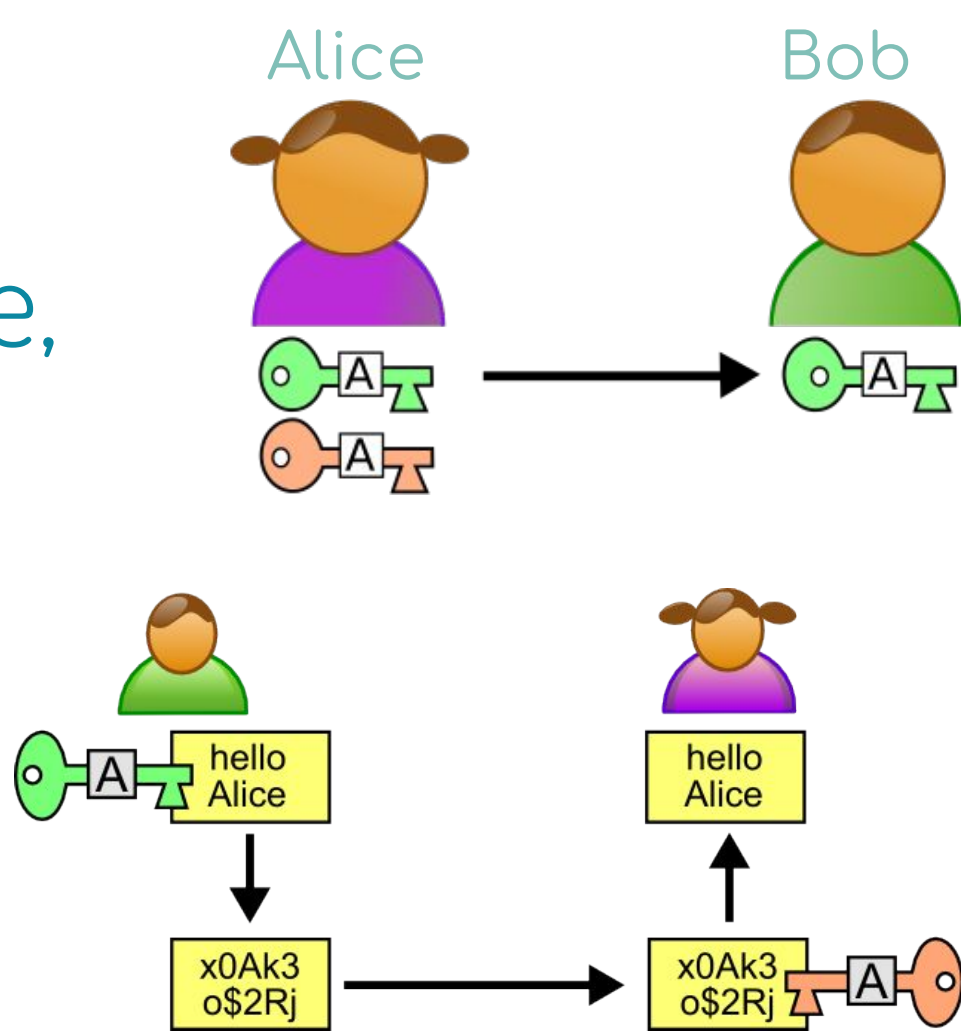 Alice
Bob
e,
A
A
A
A
hello
Alice
hello
Alice
x0Ak3
o$2Rj
x0Ak3
o$2Rj
A